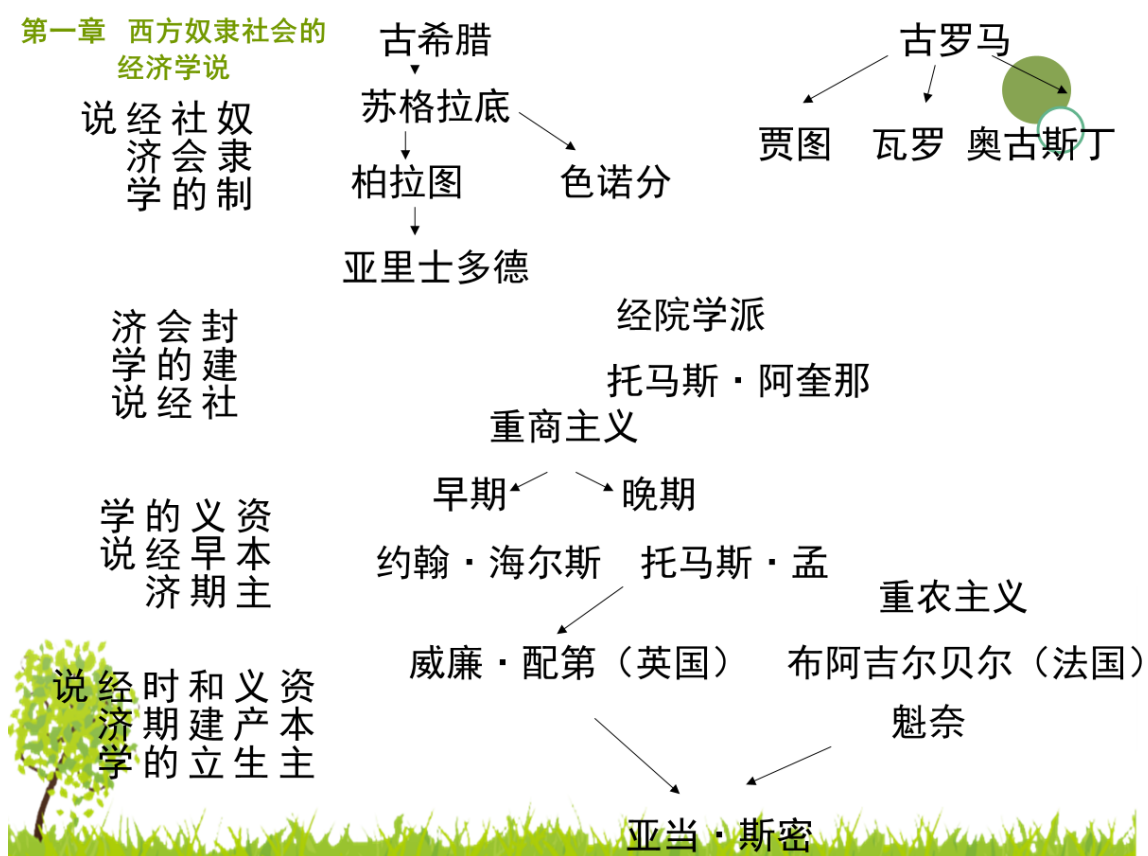 第一章 西方奴隶社会的
经济学说
古希腊
古罗马
苏格拉底
奴隶制
社会的
经济学
说
贾图
瓦罗
奥古斯丁
柏拉图
色诺分
亚里士多德
经院学派
封建社
会的经
济学说
托马斯·阿奎那
重商主义
早期
晚期
资本主
义早期
的经济
学说
约翰·海尔斯
托马斯·孟
重农主义
威廉·配第（英国）
布阿吉尔贝尔（法国）
资本主
义产生
和建立
时期的
经济学
说
魁奈
亚当·斯密